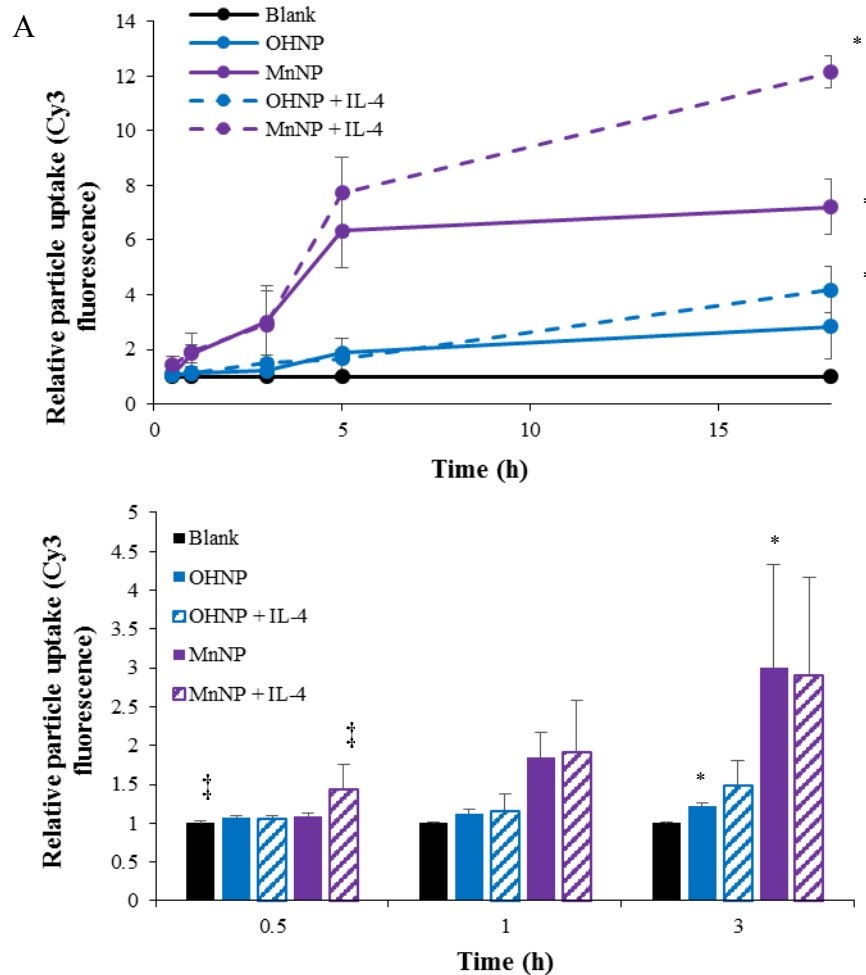 A
Blank
OHNP
MnNP
OHNP + IL-4
MnNP + IL-4
14
12
10
8
6
4
2
0
*
*
*
Relative particle uptake (Cy3
fluorescence)
0
5
10
15
Time (h)
5
4.5
4
3.5
3
2.5
2
1.5
1
0.5
0
Blank
OHNP
OHNP + IL-4
MnNP
MnNP + IL-4
‡
‡
*
*
Relative particle uptake (Cy3
fluorescence)
0.5
1
3
Time (h)